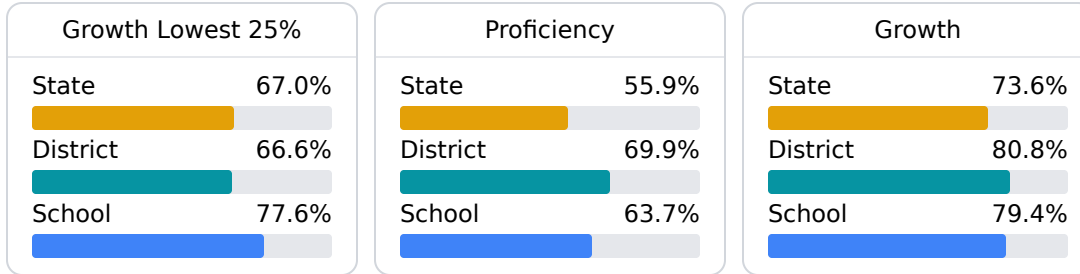 Growth Lowest 25%
State 67.0%
District 66.6%
School 77.6%
Proficiency
State 55.9%
District 69.9%
School 63.7%
Growth
State 73.6%
District 80.8%
School 79.4%